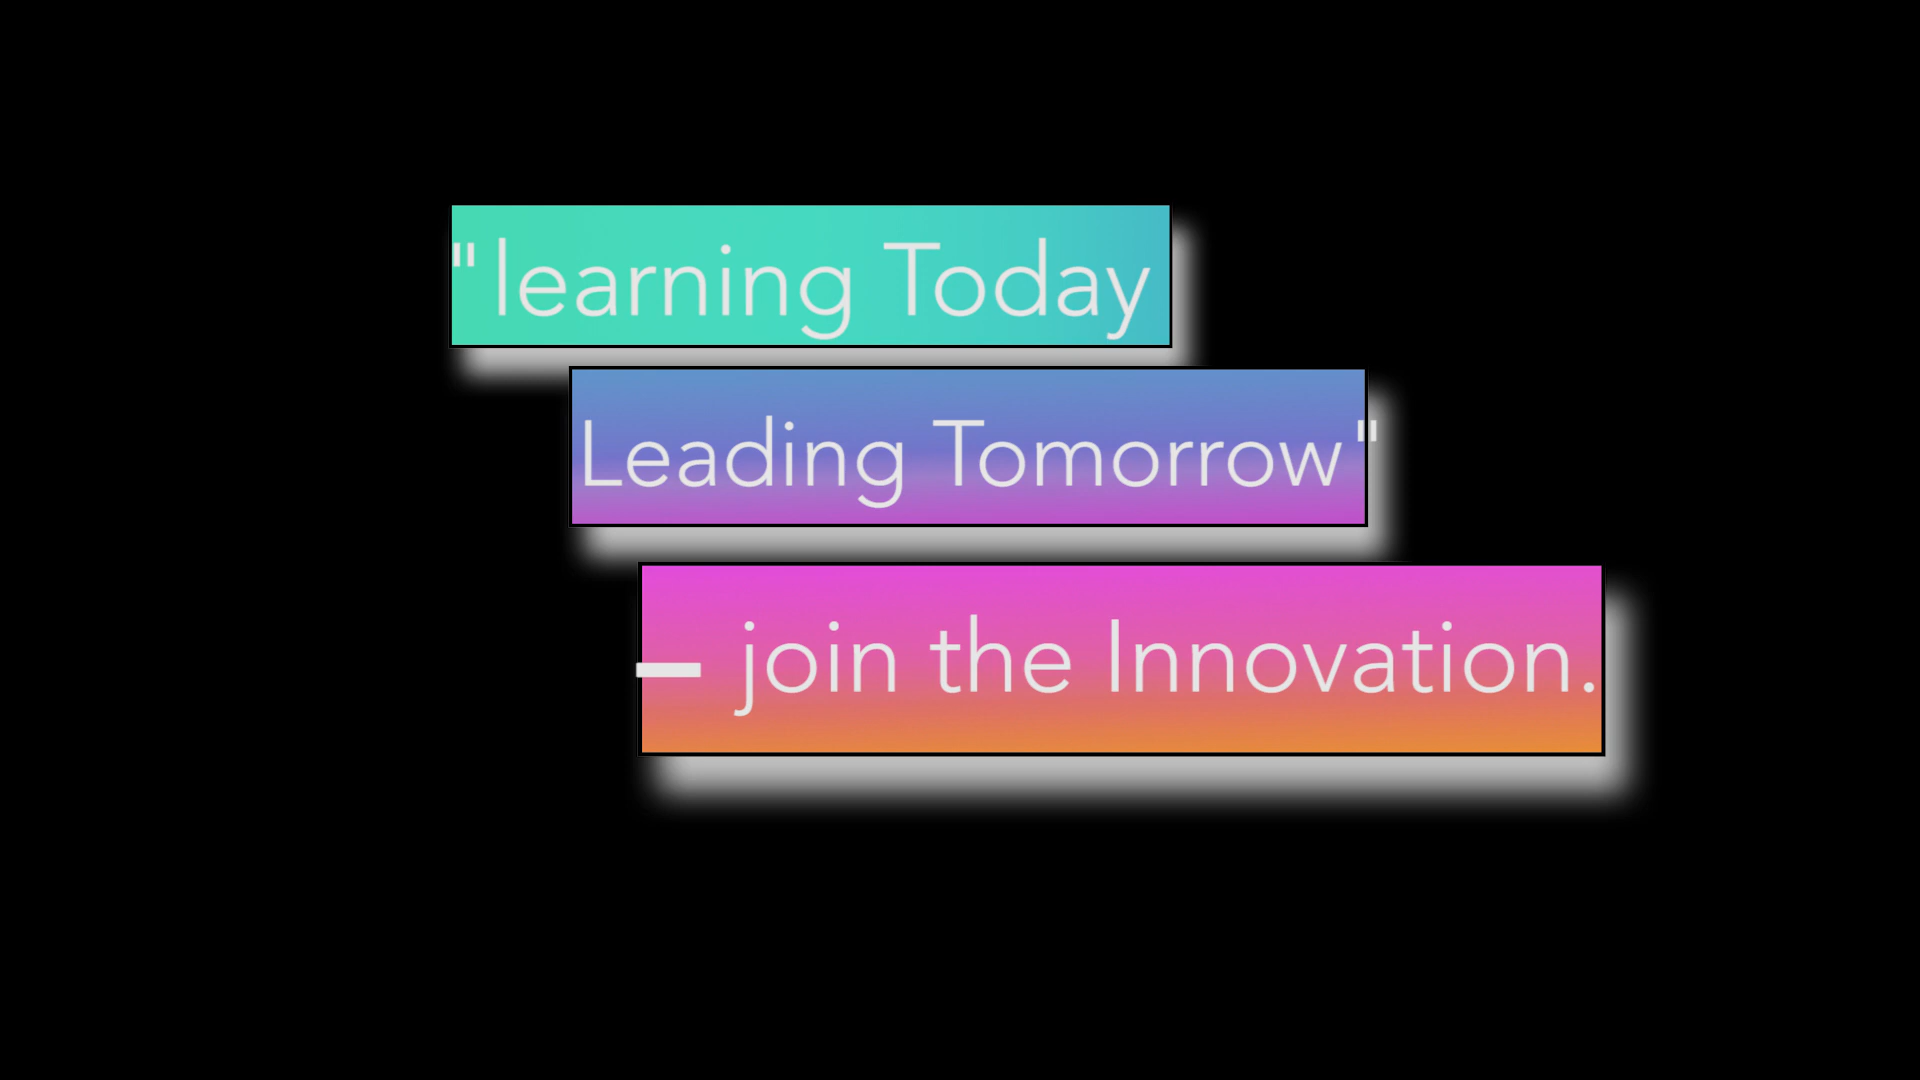 "learning Today
Leading Tomorrow"
– join the Innovation.